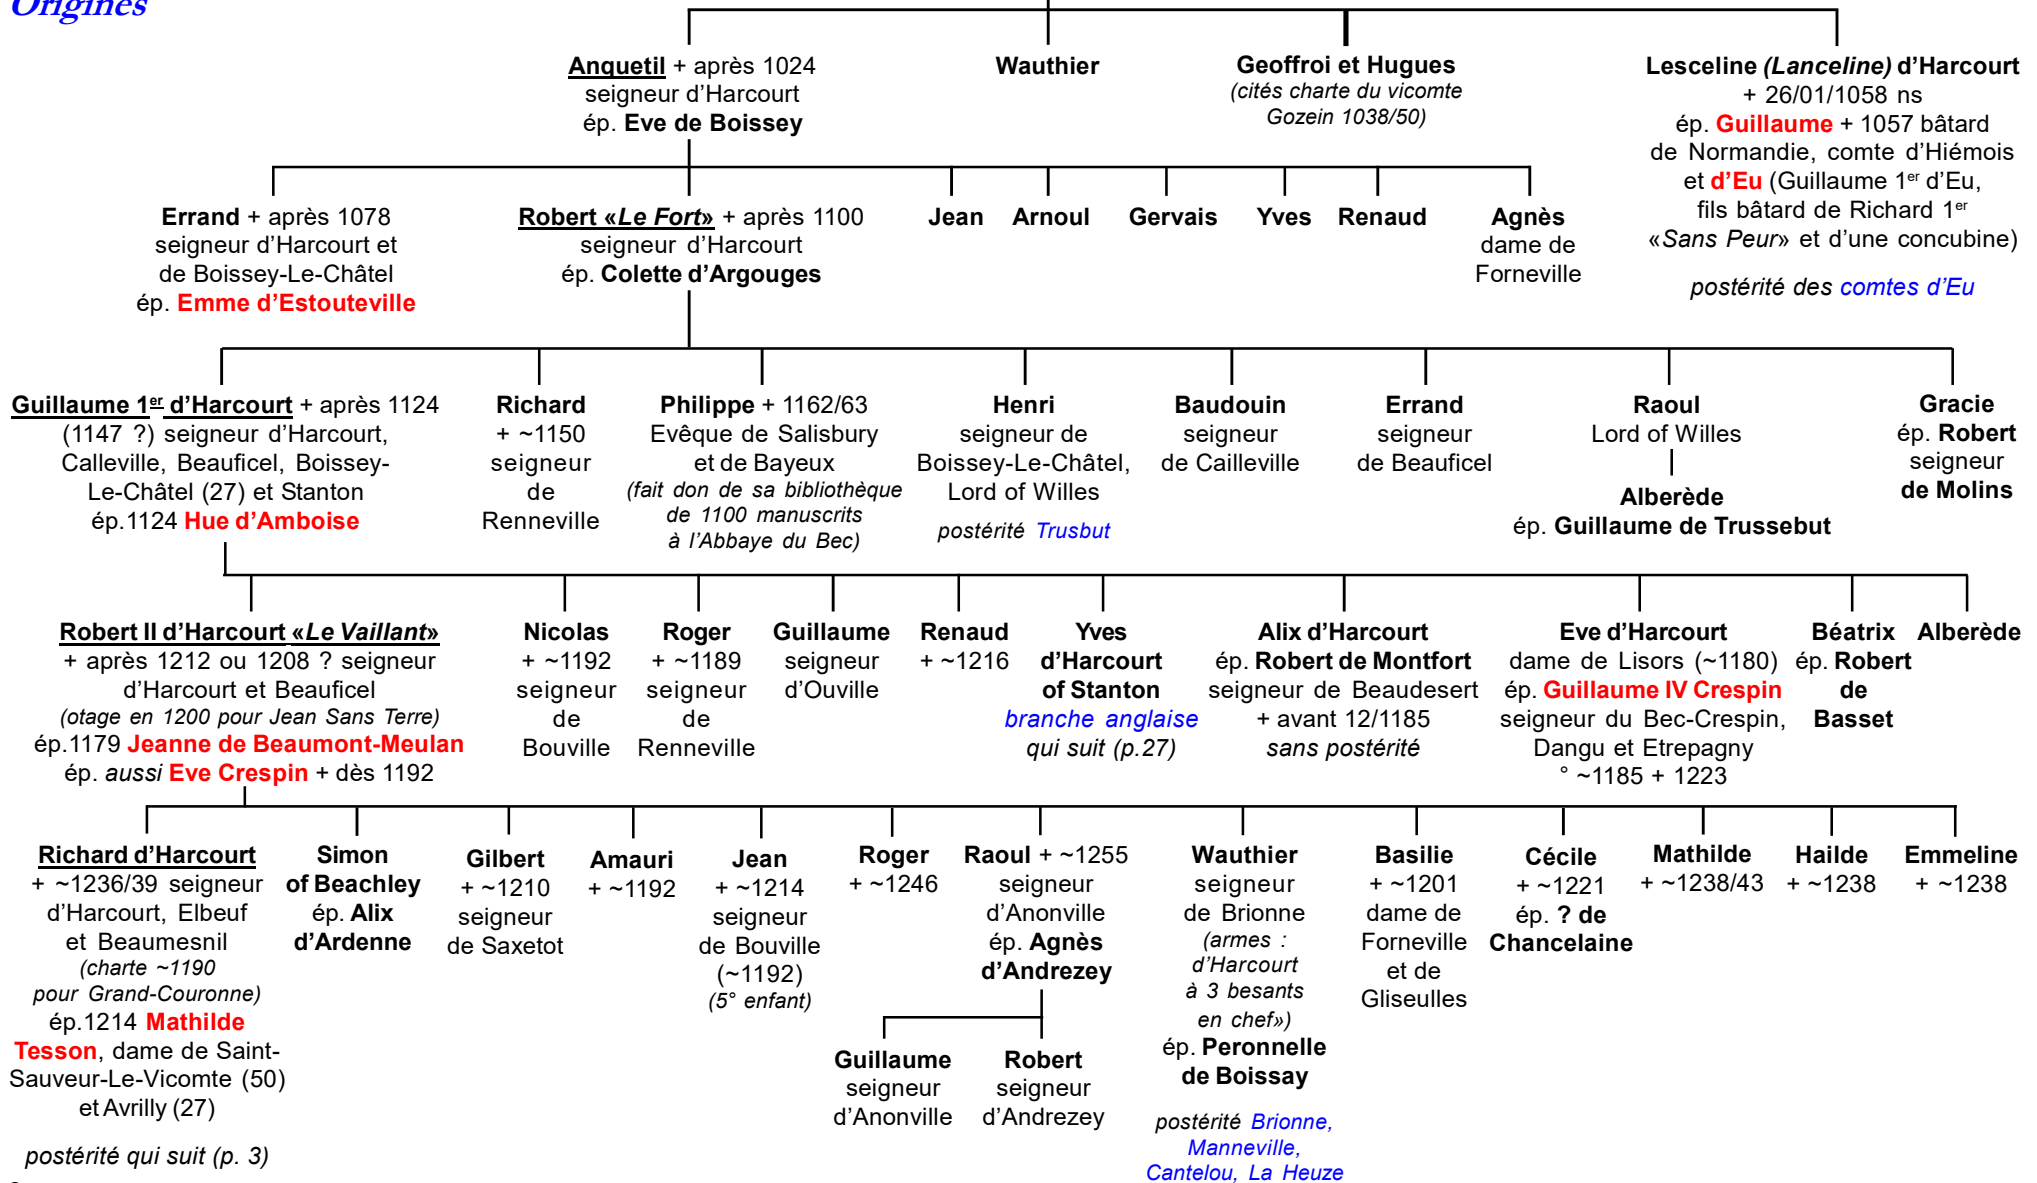 Origines
Anquetil + après 1024
seigneur d'Harcourt
ép. Eve de Boissey
Wauthier
Geoffroi et Hugues
(cités charte du vicomte
Gozein 1038/50)
Lesceline (Lanceline) d'Harcourt
+ 26/01/1058 ns
ép. Guillaume + 1057 bâtard
de Normandie, comte d'Hiémois
et d'Eu (Guillaume 1er d'Eu,
fils bâtard de Richard 1er
«Sans Peur» et d'une concubine)
postérité des comtes d'Eu
Errand + après 1078
seigneur d'Harcourt et
de Boissey-Le-Châtel
ép. Emme d'Estouteville
Robert «Le Fort» + après 1100
seigneur d'Harcourt
ép. Colette d'Argouges
Jean
Arnoul
Gervais
Yves
Renaud
Agnès
dame de
Forneville
Guillaume 1er d'Harcourt + après 1124
(1147 ?) seigneur d'Harcourt,
Calleville, Beauficel, Boissey-
Le-Châtel (27) et Stanton
ép.1124 Hue d'Amboise
Richard
+ ~1150
seigneur
de
Renneville
Philippe + 1162/63
Evêque de Salisbury
et de Bayeux
(fait don de sa bibliothèque
de 1100 manuscrits
à l'Abbaye du Bec)
Henri
seigneur de
Boissey-Le-Châtel,
Lord of Willes
postérité Trusbut
Baudouin
seigneur
de Cailleville
Errand
seigneur
de Beauficel
Raoul
Lord of Willes
Alberède
ép. Guillaume de Trussebut
Gracie
ép. Robert
seigneur
de Molins
Robert II d'Harcourt «Le Vaillant»
+ après 1212 ou 1208 ? seigneur
d'Harcourt et Beauficel
(otage en 1200 pour Jean Sans Terre)
ép.1179 Jeanne de Beaumont-Meulan
ép. aussi Eve Crespin + dès 1192
Nicolas
+ ~1192
seigneur
de
Bouville
Roger
+ ~1189
seigneur
de
Renneville
Guillaume
seigneur
d'Ouville
Renaud
+ ~1216
Yves
d'Harcourt
of Stanton
branche anglaise
qui suit (p.27)
Alix d'Harcourt
ép. Robert de Montfort
seigneur de Beaudesert
+ avant 12/1185
sans postérité
Eve d'Harcourt
dame de Lisors (~1180)
ép. Guillaume IV Crespin
seigneur du Bec-Crespin,
Dangu et Etrepagny
° ~1185 + 1223
Béatrix
ép. Robert
de
Basset
Alberède
Richard d'Harcourt
+ ~1236/39 seigneur
d'Harcourt, Elbeuf
et Beaumesnil
(charte ~1190
pour Grand-Couronne)
ép.1214 Mathilde
Tesson, dame de Saint-
Sauveur-Le-Vicomte (50)
et Avrilly (27)
postérité qui suit (p. 3)
Simon
of Beachley
ép. Alix
d'Ardenne
Gilbert
+ ~1210
seigneur
de Saxetot
Amauri
+ ~1192
Jean
+ ~1214
seigneur
de Bouville
(~1192)
(5° enfant)
Roger
+ ~1246
Raoul + ~1255
seigneur
d'Anonville
ép. Agnès
d'Andrezey
Guillaume
seigneur
d'Anonville
Robert
seigneur
d'Andrezey
Wauthier
seigneur
de Brionne
(armes :
d'Harcourt
à 3 besants
en chef»)
ép. Peronnelle
de Boissay
postérité Brionne,
Manneville,
Cantelou, La Heuze
Basilie
+ ~1201
dame de
Forneville
et de
Gliseulles
Cécile
+ ~1221
ép. ? de
Chancelaine
Mathilde
+ ~1238/43
Hailde
+ ~1238
Emmeline
+ ~1238